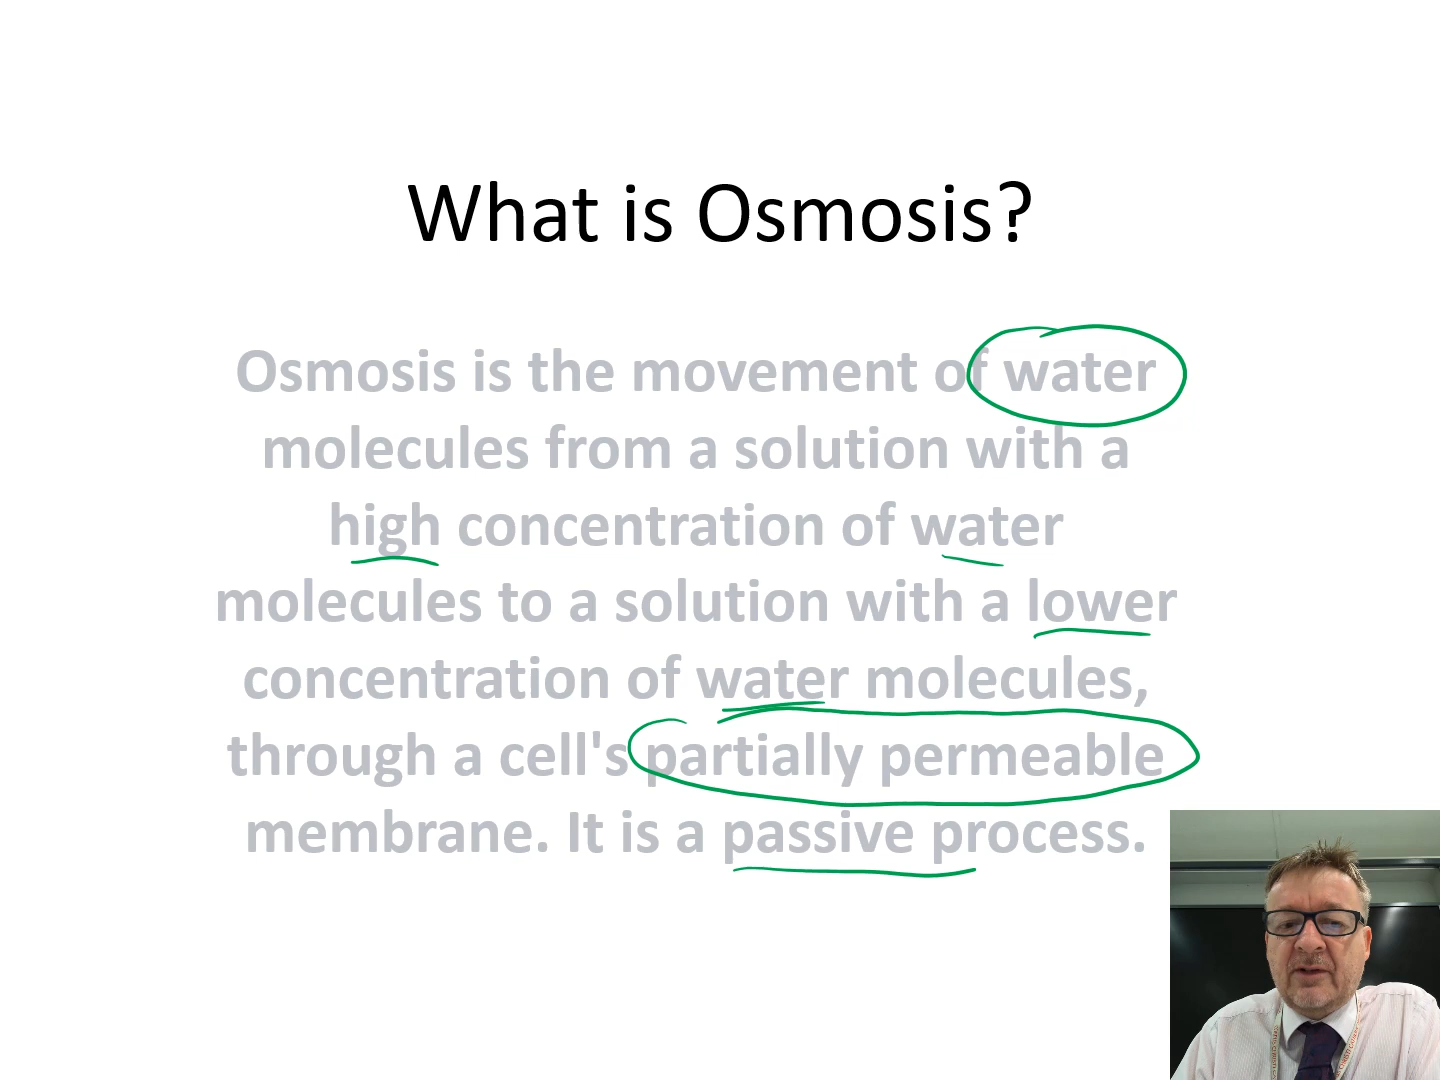 What is Osmosis?
Osmosis is the movement of water
molecules from a solution with a
high concentration of water
molecules to a solution with a lower
concentration of water molecules,
through a cell's partially permeable
membrane. It is a passive process.